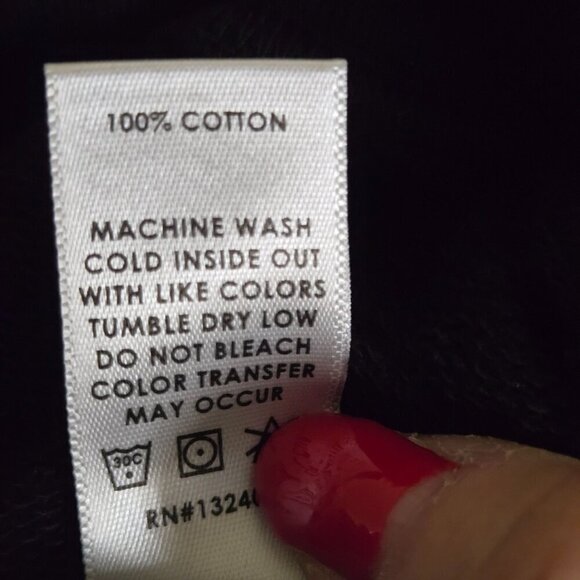 100% COTTON
MACHINE WASH
COLD INSIDE OUT
WITH LIKE COLORS
TUMBLE DRY LOW
DO NOT BLEACH
COLOR TRANSFER
MAY OCCUR
30C